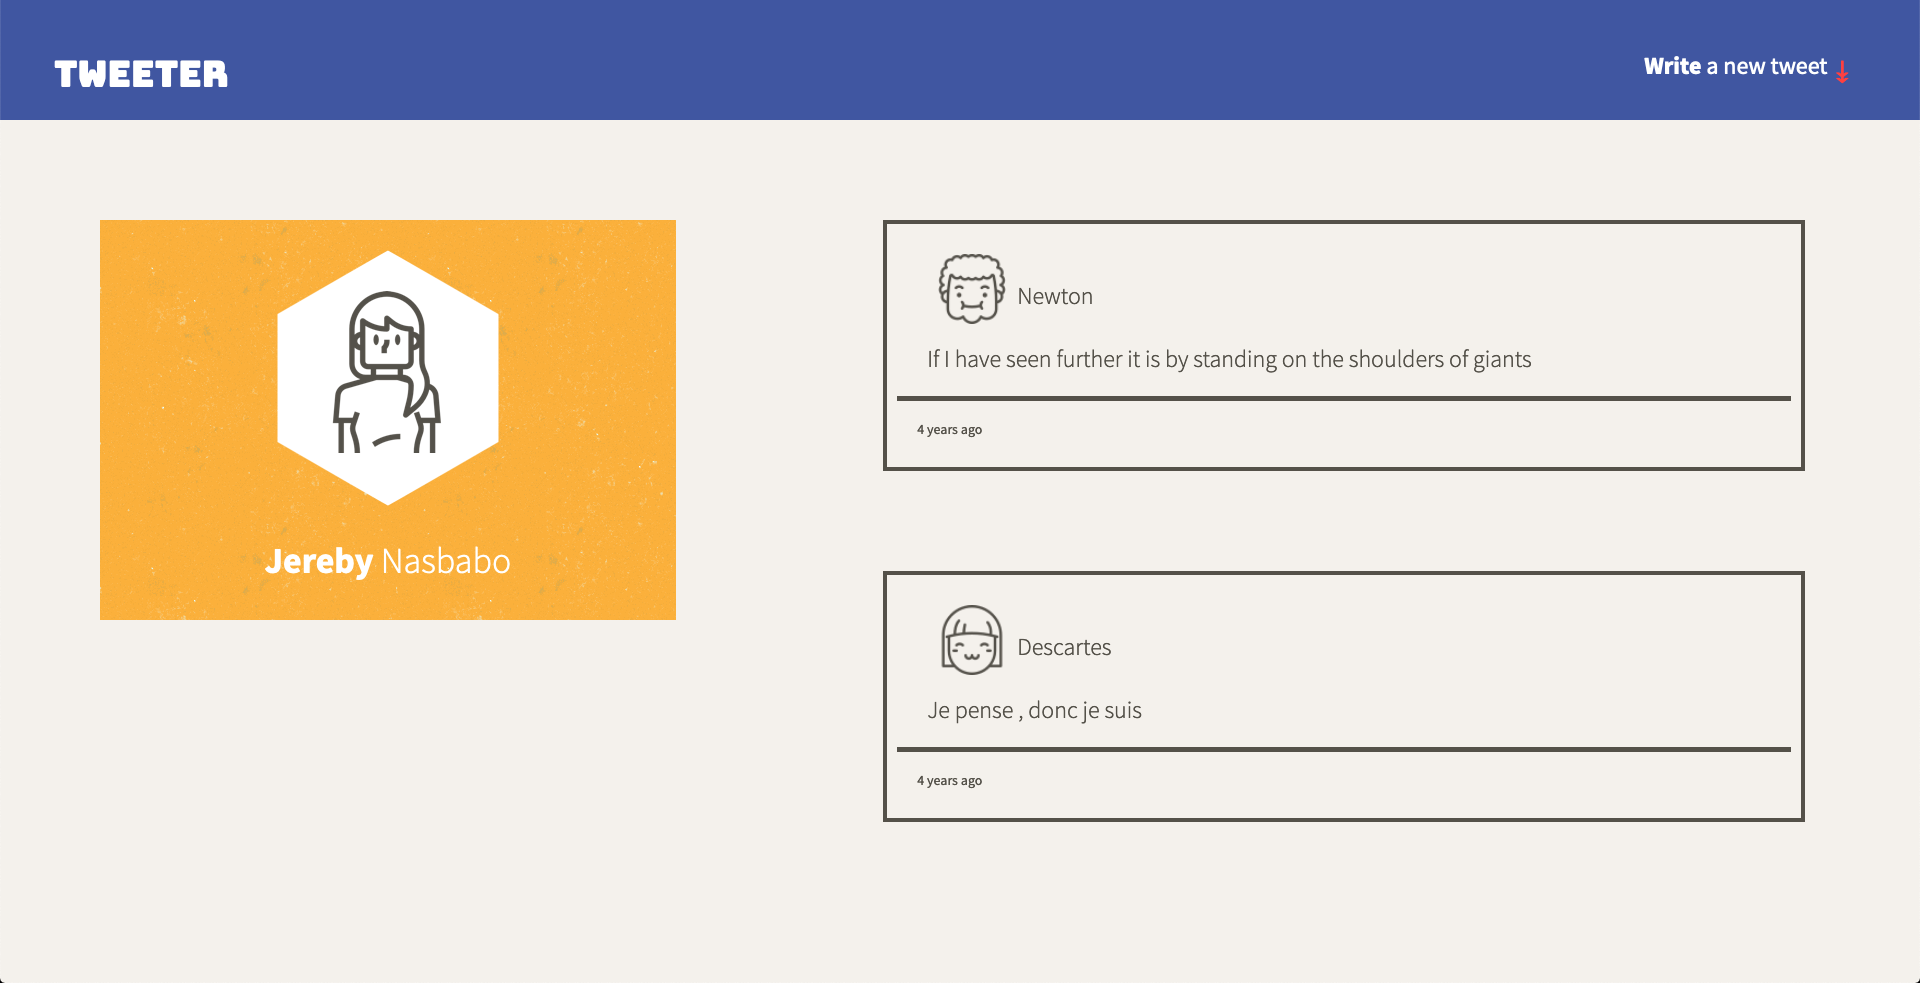 TWEETER
Write a new tweet
Jereby Nasbabo
Newton
If I have seen further it is by standing on the shoulders of giants
4 years ago
Descartes
Je pense , donc je suis
4 years ago